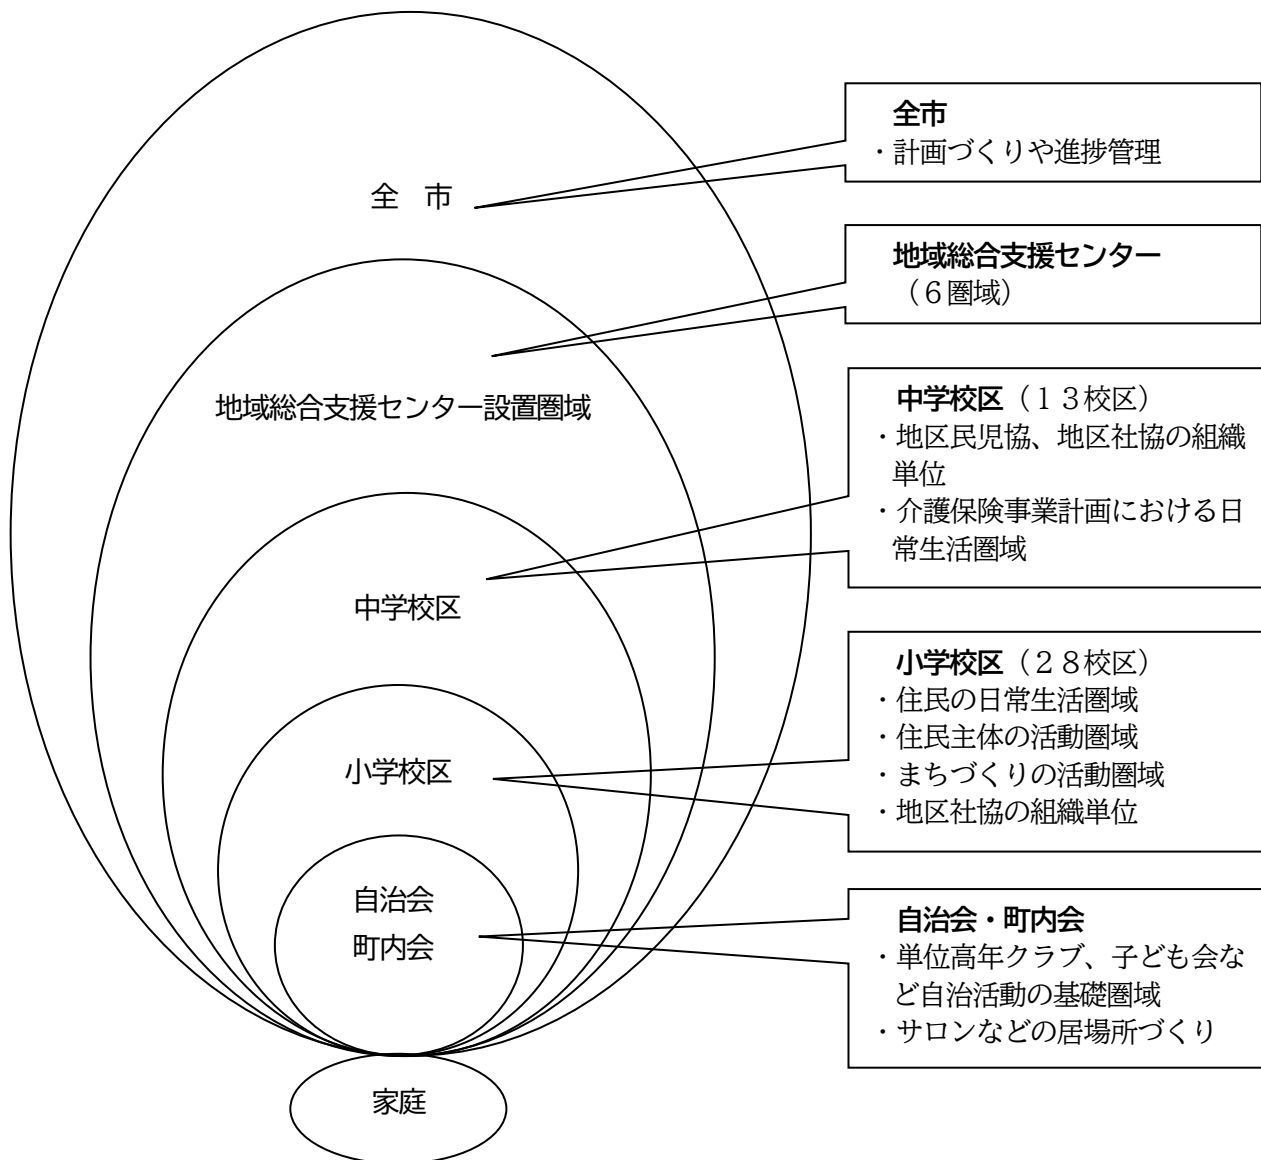 全市
・計画づくりや進捗管理
全　市
地域総合支援センター
（６圏域）
地域総合支援センター設置圏域
中学校区（１３校区）
・地区民児協、地区社協の組織
単位
・介護保険事業計画における日
常生活圏域
中学校区
小学校区（２８校区）
・住民の日常生活圏域
・住民主体の活動圏域
・まちづくりの活動圏域
・地区社協の組織単位
小学校区
自治会・町内会
・単位高年クラブ、子ども会な
ど自治活動の基礎圏域
・サロンなどの居場所づくり
自治会
町内会
家庭